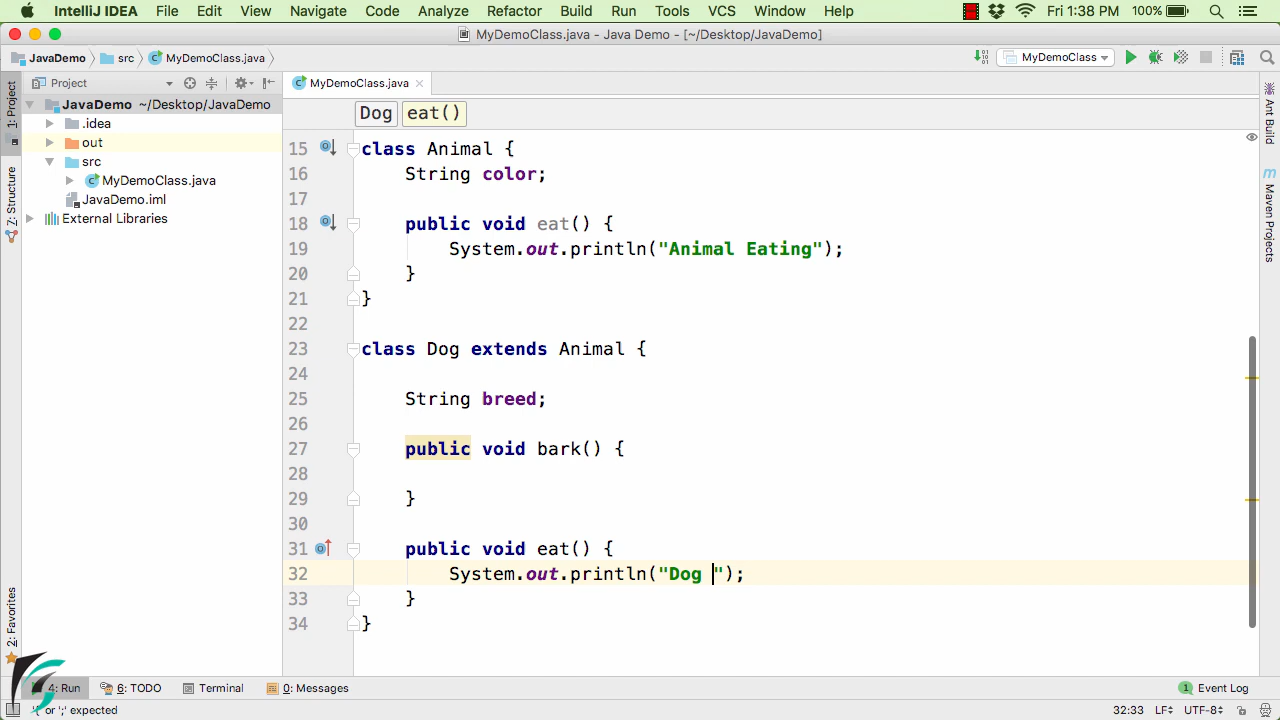 IntelliJ IDEA File Edit View Navigate Code Analyze Refactor Build Run Tools VCS Window Help Fri 1:38 PM 100%
MyDemoClass.java - Java Demo - [~/Desktop/JavaDemo]
JavaDemo src MyDemoClass.java MyDemoClass
Project MyDemoClass.java
Dog eat()
1: Project
Z: Structure
2: Favorites
JavaDemo ~/Desktop/JavaDemo
.idea
out
src
MyDemoClass.java
JavaDemo.iml
External Libraries
15 class Animal {
16 String color;
17
18 public void eat() {
19 System.out.println("Animal Eating");
20 }
21 }
22
23 class Dog extends Animal {
24
25 String breed;
26
27 public void bark() {
28
29 }
30
31 public void eat() {
32 System.out.println("Dog ");
33 }
34 }
Ant Build
Maven Projects
4: Run 6: TODO Terminal 0: Messages 1 Event Log
'{' or ';' expected 32:33 LF UTF-8